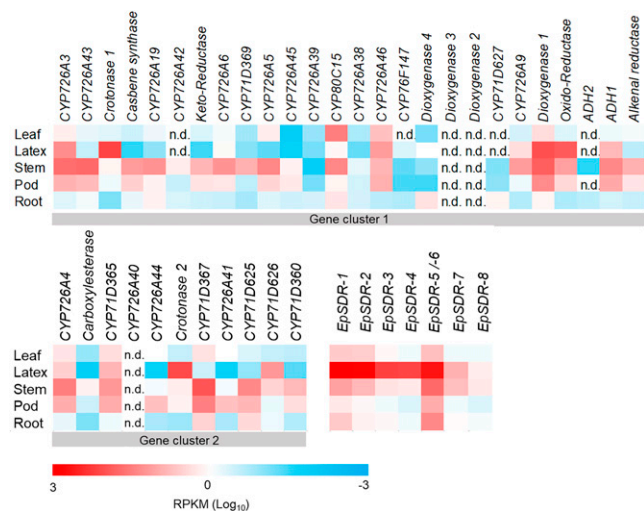 CYP726A3
CYP726A43
Crotonase 1
Casbene synthase
CYP726A19
CYP726A42
Keto-Reductase
CYP726A6
CYP71D369
CYP726A5
CYP726A45
CYP726A39
CYP80C15
CYP726A38
CYP726A46
CYP76F147
Dioxygenase 4
Dioxygenase 3
Dioxygenase 2
CYP71D627
CYP726A9
Dioxygenase 1
Oxido-Reductase
ADH2
ADH1
Alkenal reductase
Leaf n.d. n.d. n.d. n.d. n.d. n.d.
Latex n.d. n.d. n.d. n.d. n.d.
Stem n.d. n.d.
Pod n.d. n.d. n.d.
Root n.d. n.d.
Gene cluster 1
CYP726A4
Carboxylesterase
CYP71D365
CYP726A40
CYP726A44
Crotonase 2
CYP71D367
CYP726A41
CYP71D625
CYP71D626
CYP71D360
EpSDR-1
EpSDR-2
EpSDR-3
EpSDR-4
EpSDR-5 /-6
EpSDR-7
EpSDR-8
Leaf n.d.
Latex n.d.
Stem n.d.
Pod n.d.
Root n.d.
Gene cluster 2
3 0 -3
RPKM (Log10)